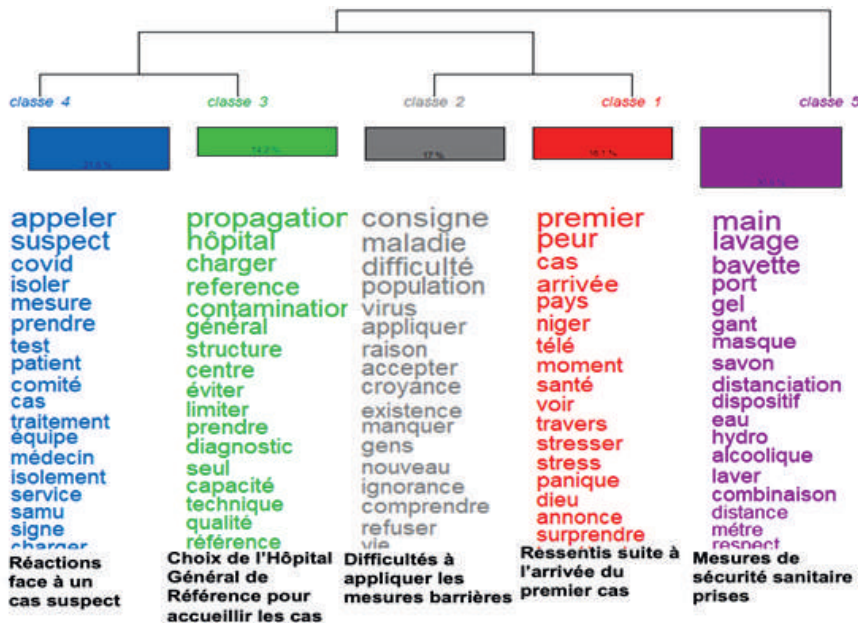 classe 4
classe 3
classe 2
classe 1
classe 5
17 %
appeler
suspect
covid
isoler
mesure
prendre
test
patient
comité
cas
traitement
équipe
médecin
isolement
service
samu
signe
charger
Réactions
face à un
cas suspect
propagation
hôpital
charger
reference
contamination
général
structure
centre
éviter
limiter
prendre
diagnostic
seul
capacité
technique
qualité
référence
Choix de l'Hôpital
Général de
Référence pour
accueillir les cas
consigne
maladie
difficulté
population
virus
appliquer
raison
accepter
croyance
existence
manquer
gens
nouveau
ignorance
comprendre
refuser
vie
Difficultés à
appliquer les
mesures barrières
premier
peur
cas
arrivée
pays
niger
télé
moment
santé
voir
travers
stresser
stress
panique
dieu
annonce
surprendre
Ressentis suite à
l'arrivée du
premier cas
main
lavage
bavette
port
gel
gant
masque
savon
distanciation
dispositif
eau
hydro
alcoolique
laver
combinaison
distance
métre
respect
Mesures de
sécurité sanitaire
prises